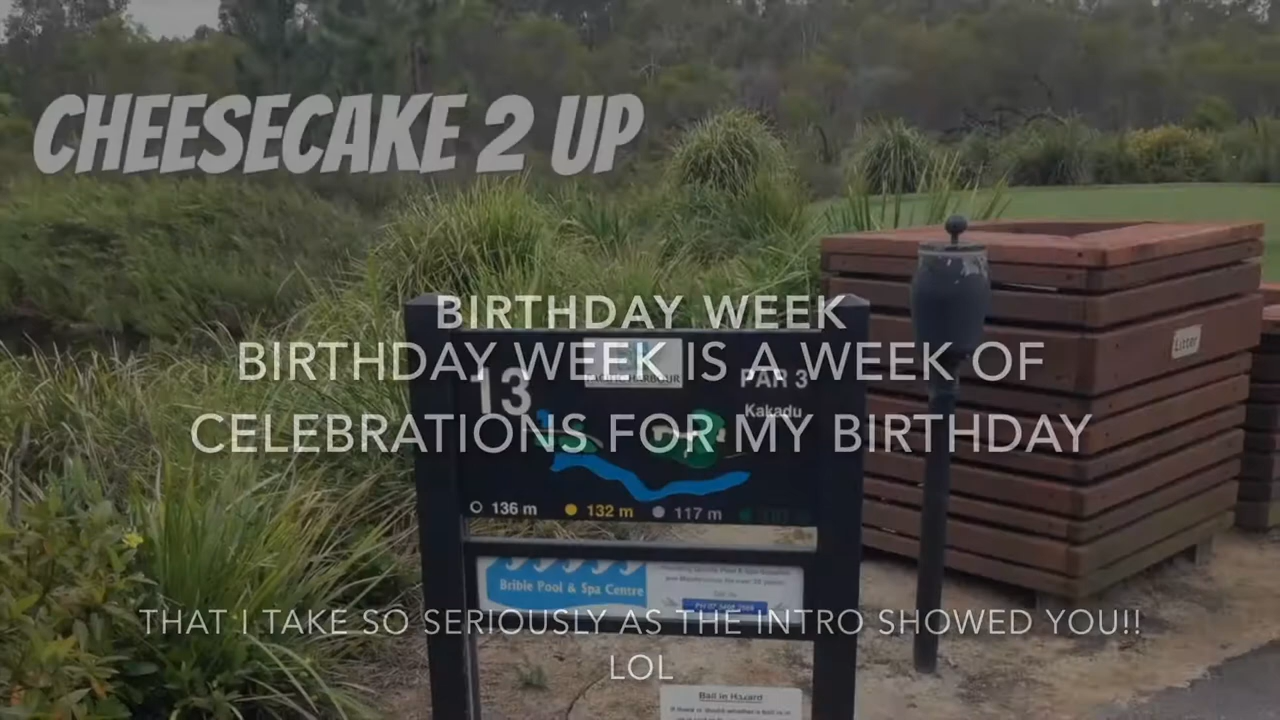 CHEESECAKE 2 UP
BIRTHDAY WEEK
BIRTHDAY WEEK IS A WEEK OF
CELEBRATIONS FOR MY BIRTHDAY
13
PACIFIC HARBOUR
PAR 3
Kakadu
Litter
136 m 132 m 117 m
Bribie Pool & Spa Centre
THAT I TAKE SO SERIOUSLY AS THE INTRO SHOWED YOU!!
LOL
Ball in Hazard